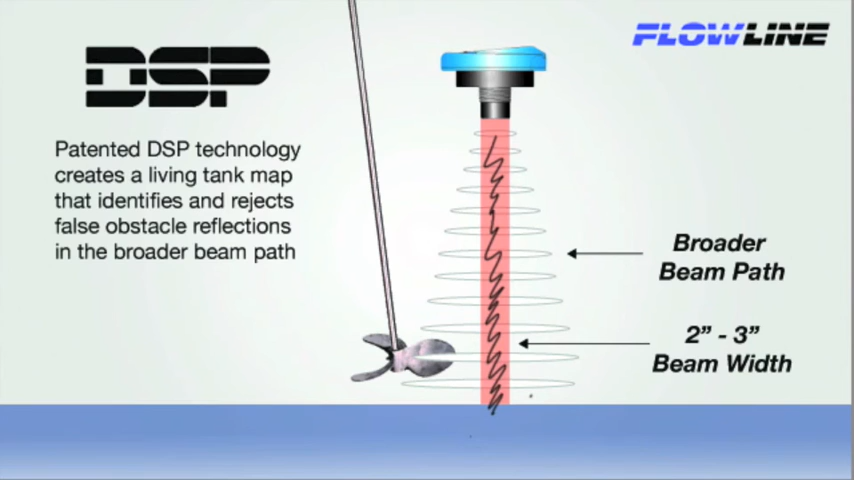 FLOWLINE
DSP
Patented DSP technology
creates a living tank map
that identifies and rejects
false obstacle reflections
in the broader beam path
Broader
Beam Path
2” - 3”
Beam Width